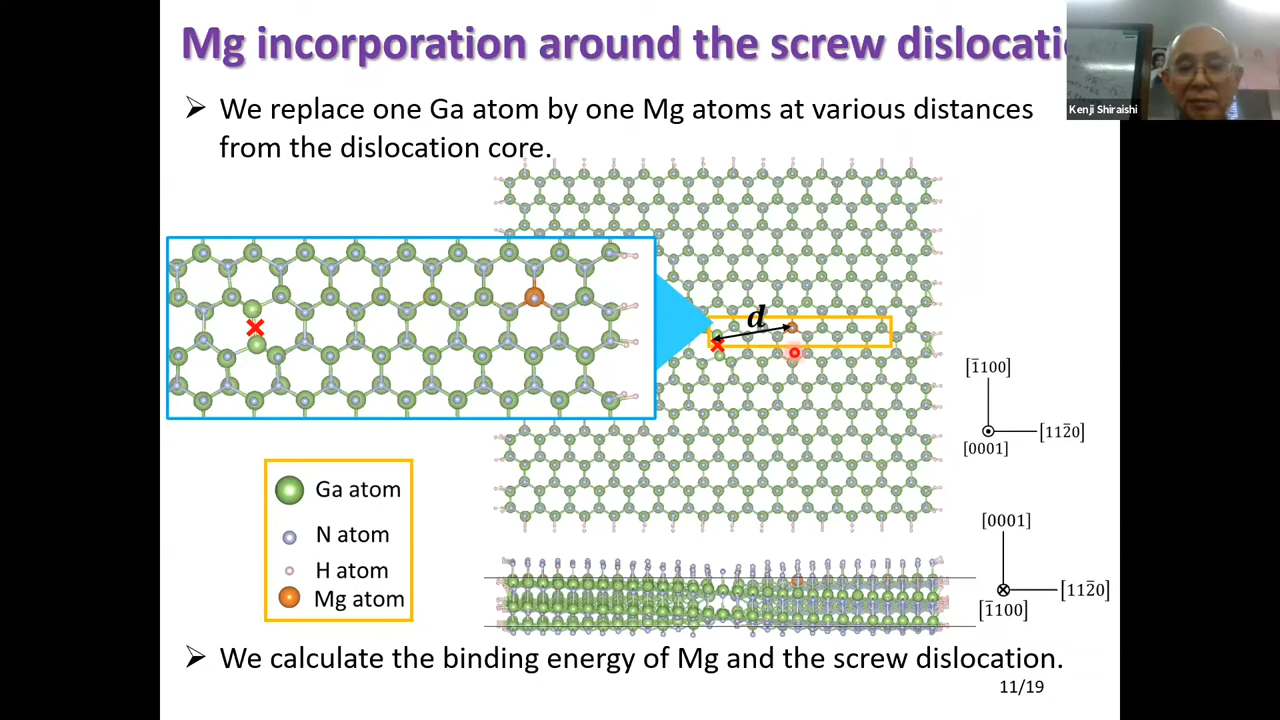 Mg incorporation around the screw dislocati
Kenji Shiraishi
➢ We replace one Ga atom by one Mg atoms at various distances
from the dislocation core.
d
[1̅100]
[112̅0]
[0001]
Ga atom
N atom
H atom
Mg atom
[0001]
[112̅0]
[1̅100]
➢ We calculate the binding energy of Mg and the screw dislocation.
11/19